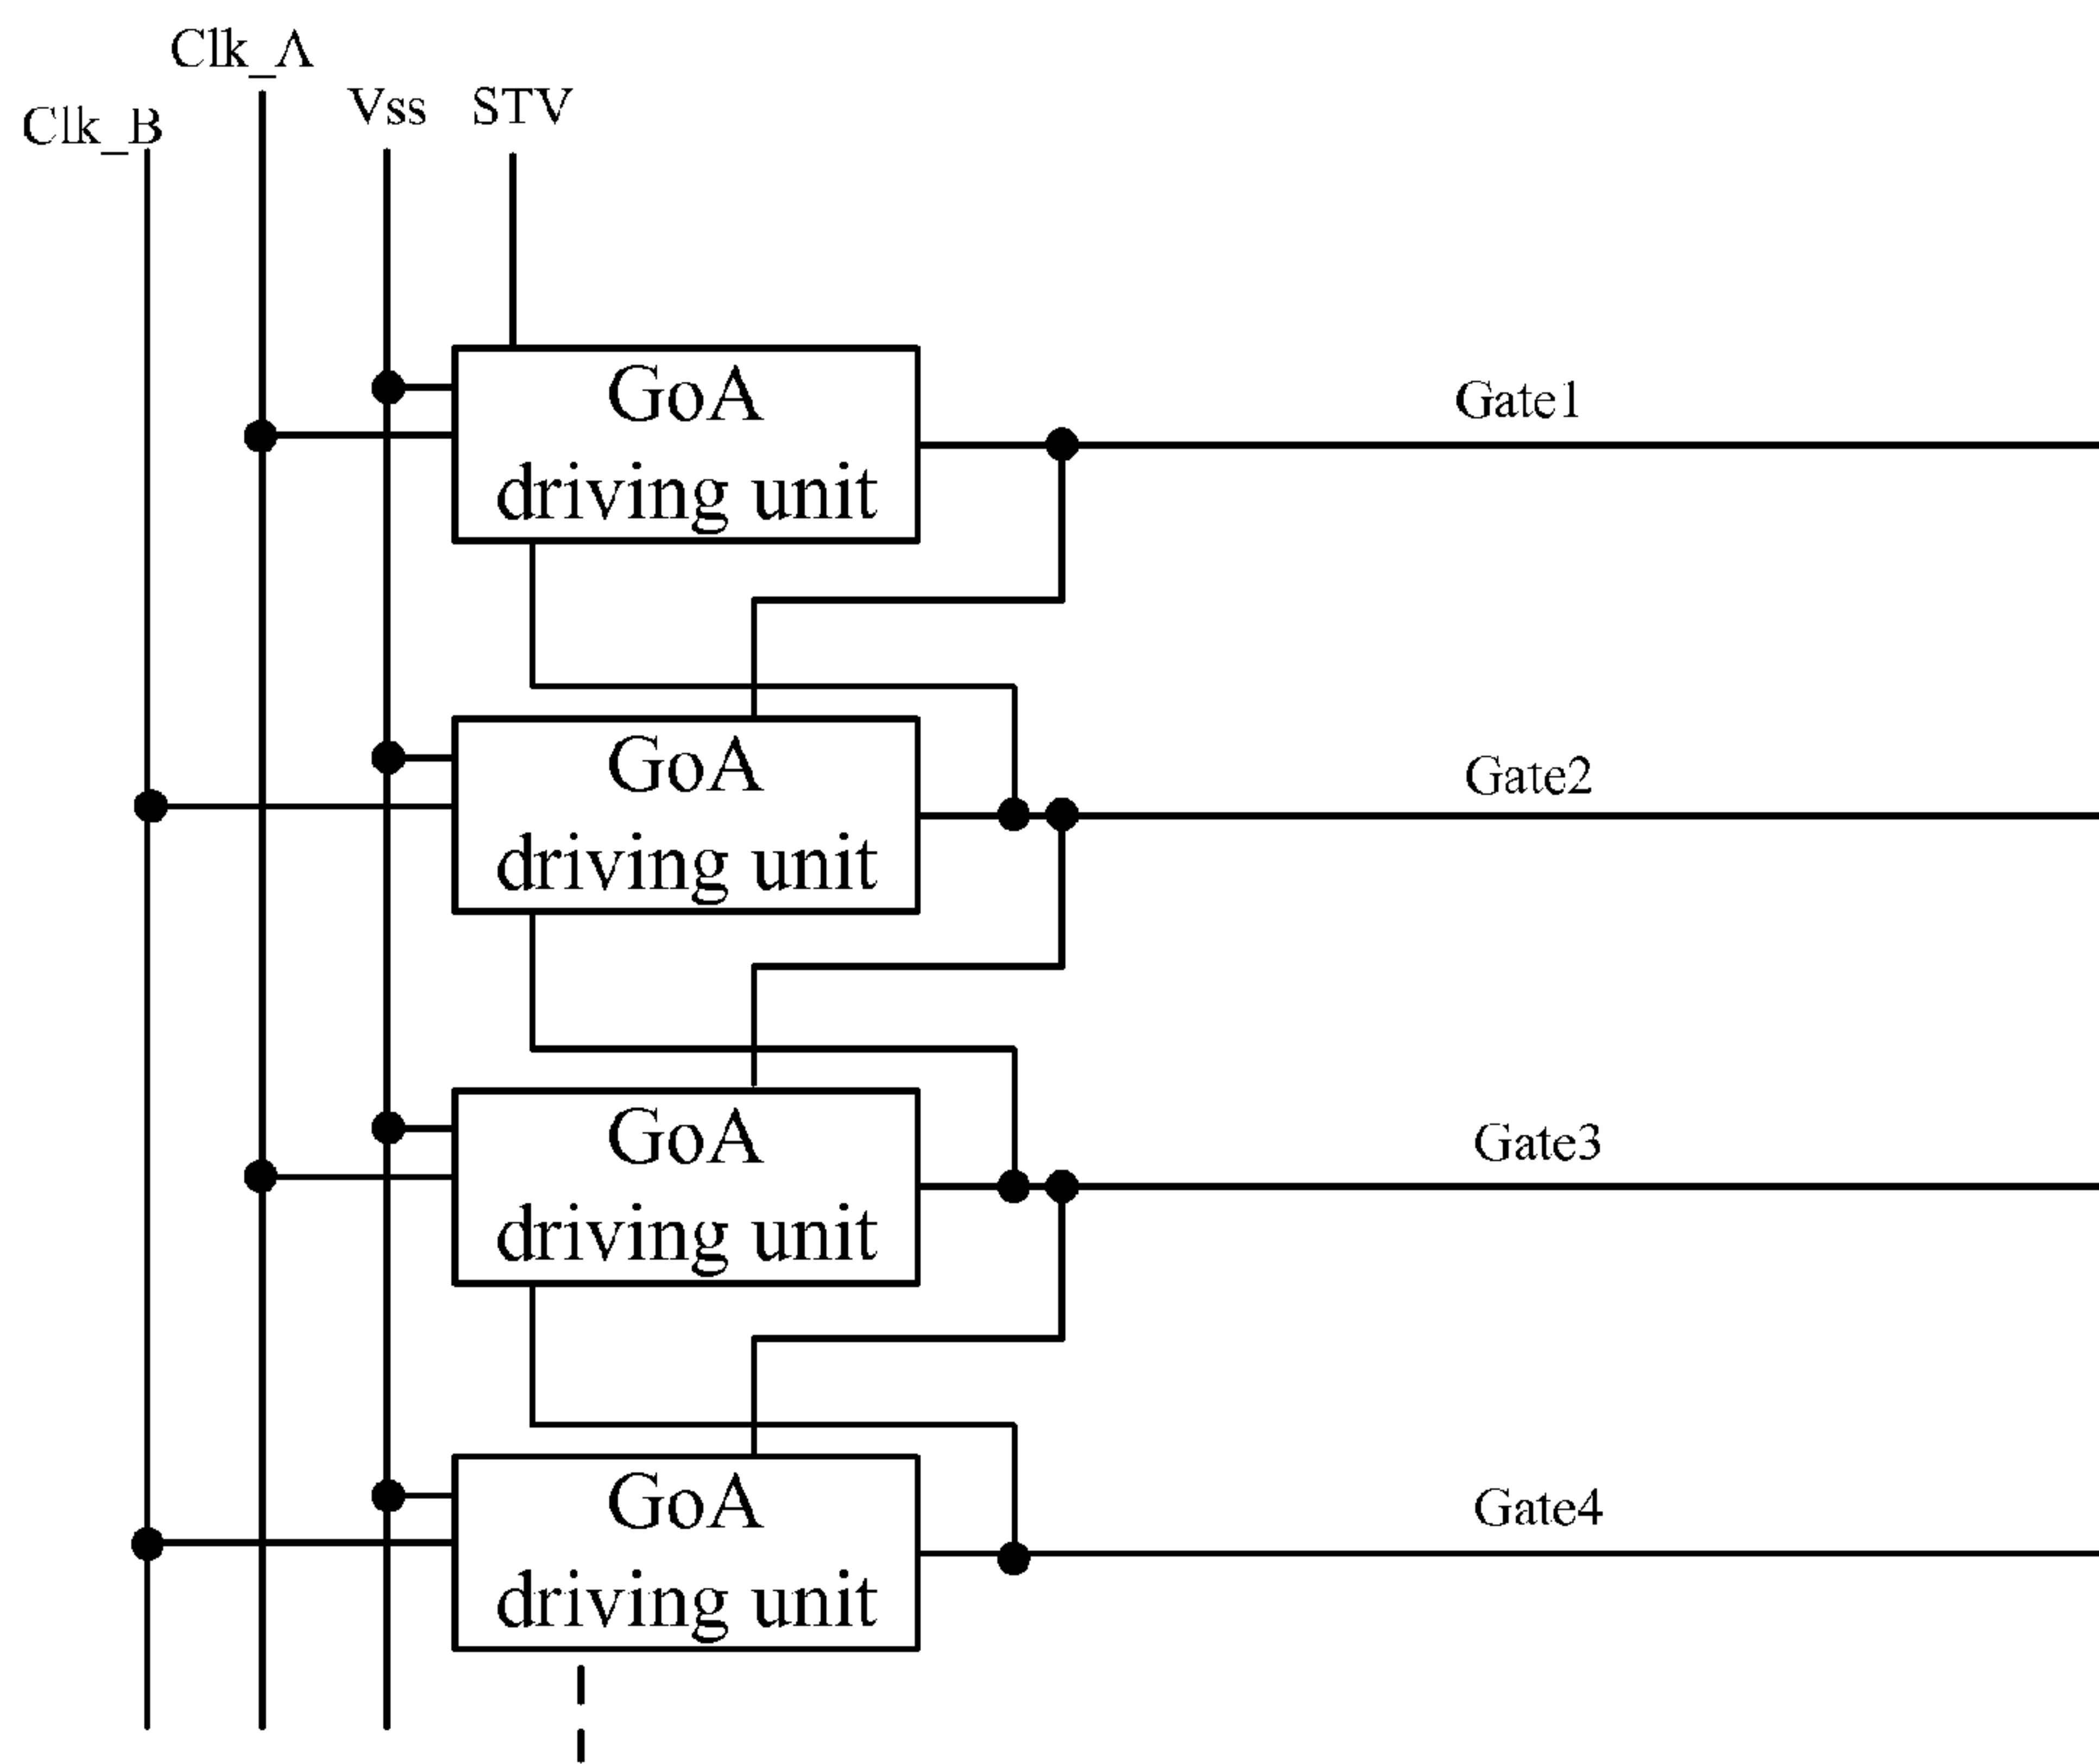 Clk_A
Clk_B
Vss
STV
GoA
driving unit
Gate1
GoA
driving unit
Gate2
GoA
driving unit
Gate3
GoA
driving unit
Gate4